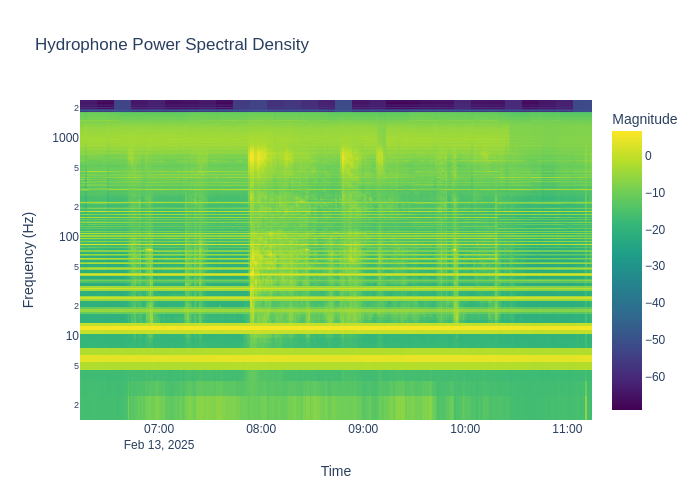 Hydrophone Power Spectral Density
Magnitude
0
−10
−20
−30
−40
−50
−60
Frequency (Hz)
2
1000
5
2
100
5
2
10
5
2
07:00 08:00 09:00 10:00 11:00
Feb 13, 2025
Time